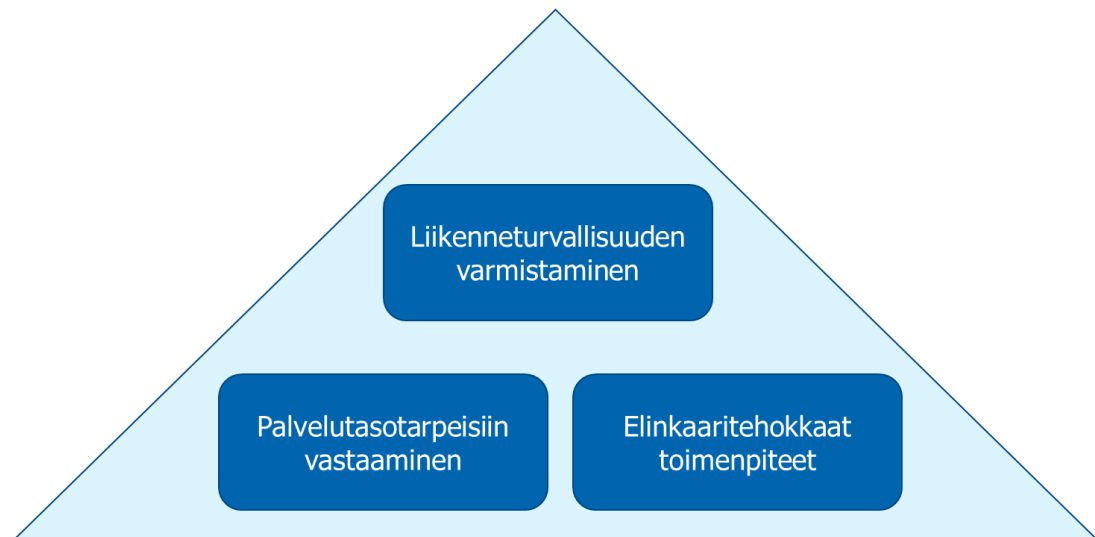 Liikenneturvallisuuden
varmistaminen
Palvelutasotarpeisiin
vastaaminen
Elinkaaritehokkaat
toimenpiteet